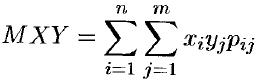 MXY = \sum_{i=1}^{n} \sum_{j=1}^{m} x_i y_j p_{ij}